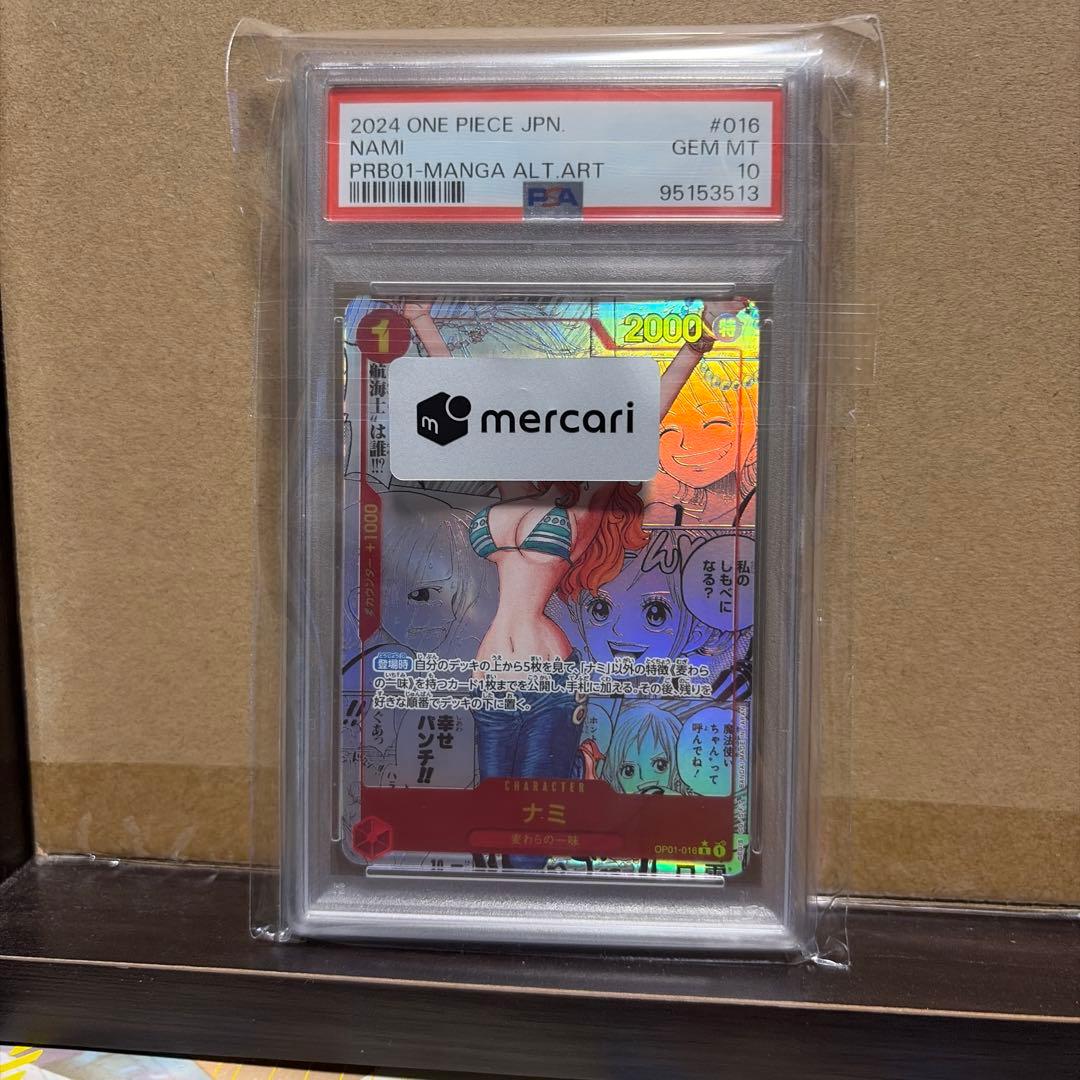 2024 ONE PIECE JPN. #016
NAMI GEM MT
PRB01-MANGA ALT.ART 10
PSA 95153513
1
2000 特
航海士”は誰!!?
mercari
カウンター +1000
私の
しもべに
なる?
登場時 自分のデッキの上から5枚を見て、「ナミ」以外の特徴《麦わら
の一味》を持つカード1枚までを公開し、手札に加える。その後、残りを
好きな順番でデッキの下に置く。
幸せ
パンチ!!
魔法使い
ちゃん”って
呼んでね!
CHARACTER
ナミ
麦わらの一味
OP01-016 R 1